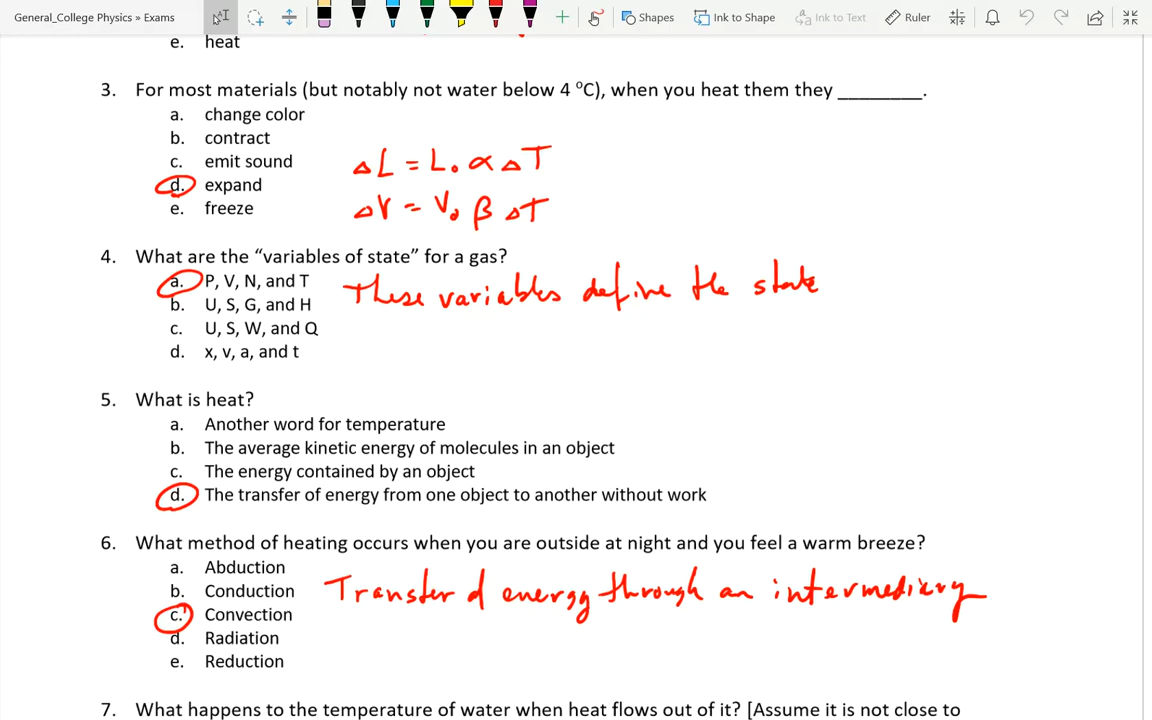 General_College Physics » Exams
Shapes
Ink to Shape
Ink to Text
Ruler
e. heat
3. For most materials (but notably not water below 4 °C), when you heat them they ________.
a. change color
b. contract
c. emit sound
d. expand
e. freeze
ΔL = L₀ α ΔT
ΔV = V₀ β ΔT
4. What are the “variables of state” for a gas?
a. P, V, N, and T
b. U, S, G, and H
c. U, S, W, and Q
d. x, v, a, and t
These variables define the state
5. What is heat?
a. Another word for temperature
b. The average kinetic energy of molecules in an object
c. The energy contained by an object
d. The transfer of energy from one object to another without work
6. What method of heating occurs when you are outside at night and you feel a warm breeze?
a. Abduction
b. Conduction
c. Convection
d. Radiation
e. Reduction
Transfer of energy through an intermediary
7. What happens to the temperature of water when heat flows out of it? [Assume it is not close to